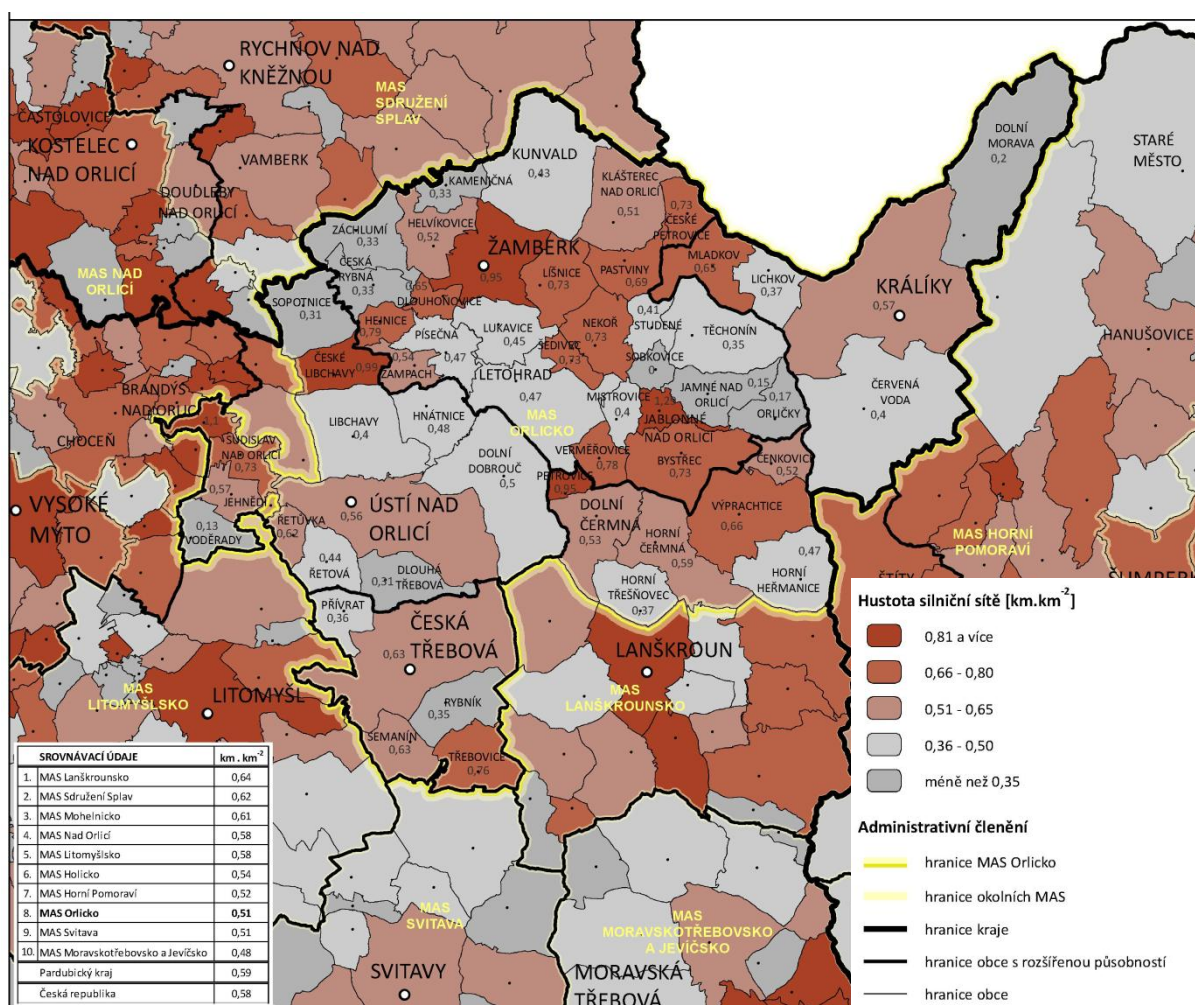 RYCHNOV NAD
KNĚŽNOU
MAS
SDRUŽENÍ
SPLAV
ČASTOLOVICE
KOSTELEC
NAD ORLICÍ
VAMBERK
DOUDLEBY
NAD ORLICÍ
MAS NAD
ORLICÍ
KUNVALD
0,43
KAMENIČNÁ
0,33
KLÁŠTEREC
NAD ORLICÍ
0,51
DOLNÍ
MORAVA
0,2
STARÉ
MĚSTO
ZÁCHLUMÍ
0,33
HELVÍKOVICE
0,52
0,73
ČESKÉ
PETROVICE
ČESKÁ
RYBNÁ
0,33
ŽAMBERK
0,95
LÍŠNICE
0,73
PASTVINY
0,69
MLADKOV
0,65
LICHKOV
0,37
KRÁLÍKY
0,57
SOPOTNICE
0,31
0,65
DLOUHOŇOVICE
HEJNICE
0,79
PÍSEČNÁ
0,47
LUKAVICE
0,45
NEKOŘ
0,73
0,41
STUDENÉ
TĚCHONÍN
0,35
HANUŠOVICE
ČESKÉ
LIBCHAVY
0,99
0,54
ŽAMPACH
ŠEDIVEC
0,73
SOBKOVICE
0
LETOHRAD
0,47
MISTROVICE
0,4
JAMNÉ NAD
ORLICÍ
0,15
0,17
ORLIČKY
ČERVENÁ
VODA
0,4
BRANDÝS
NAD ORLICÍ
CHOCEŇ
1,1
SUDISLAV
NAD ORLICÍ
0,73
LIBCHAVY
0,4
HNÁTNICE
0,48
MAS
ORLICKO
1,23
JABLONNÉ
NAD ORLICÍ
DOLNÍ
DOBROUČ
0,5
VERMĚŘOVICE
0,78
BYSTŘEC
0,73
ČENKOVICE
0,52
PETROVICE
0,95
0,57
JEHNĚDÍ
VYSOKÉ
MÝTO
ÚSTÍ NAD
ORLICÍ
0,56
DOLNÍ
ČERMNÁ
0,53
VÝPRACHTICE
0,66
0,13
VODĚRADY
ŘETŮVKA
0,62
HORNÍ
ČERMNÁ
0,59
MAS HORNÍ
POMORAVÍ
0,44
ŘETOVÁ
0,31
DLOUHÁ
TŘEBOVÁ
0,47
HORNÍ
HEŘMANICE
ŠTÍTY
ŠUMPERK
HORNÍ
TŘEŠŇOVEC
0,37
PŘÍVRAT
0,36
ČESKÁ
TŘEBOVÁ
0,63
LANŠKROUN
MAS
LANŠKROUNSKO
MAS
LITOMYŠLSKO
LITOMYŠL
RYBNÍK
0,35
SEMANÍN
0,63
TŘEBOVICE
0,76
MAS
SVITAVA
SVITAVY
MAS
MORAVSKOTŘEBOVSKO
A JEVÍČSKO
MORAVSKÁ
TŘEBOVÁ
SROVNÁVACÍ ÚDAJE km . km-2
1. MAS Lanškrounsko 0,64
2. MAS Sdružení Splav 0,62
3. MAS Mohelnicko 0,61
4. MAS Nad Orlicí 0,58
5. MAS Litomyšlsko 0,58
6. MAS Holicko 0,54
7. MAS Horní Pomoraví 0,52
8. MAS Orlicko 0,51
9. MAS Svitava 0,51
10. MAS Moravskotřebovsko a Jevíčsko 0,48
Pardubický kraj 0,59
Česká republika 0,58
Hustota silniční sítě [km.km-2]
0,81 a více
0,66 - 0,80
0,51 - 0,65
0,36 - 0,50
méně než 0,35
Administrativní členění
hranice MAS Orlicko
hranice okolních MAS
hranice kraje
hranice obce s rozšířenou působností
hranice obce